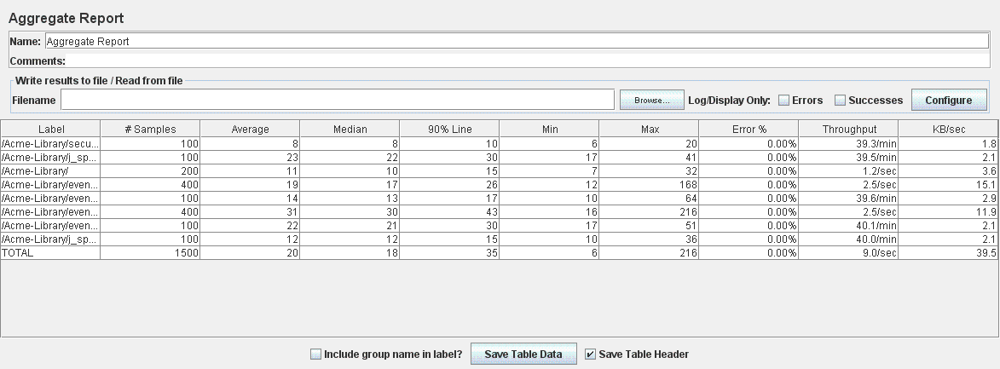 Aggregate Report
Name: Aggregate Report
Comments:
Write results to file / Read from file
Filename Browse... Log/Display Only: Errors Successes Configure
Label # Samples Average Median 90% Line Min Max Error % Throughput KB/sec
/Acme-Library/secu... 100 8 8 10 6 20 0.00% 39.3/min 1.8
/Acme-Library/j_sp... 100 23 22 30 17 41 0.00% 39.5/min 2.1
/Acme-Library/ 200 11 10 15 7 32 0.00% 1.2/sec 3.6
/Acme-Library/even... 400 19 17 26 12 168 0.00% 2.5/sec 15.1
/Acme-Library/even... 100 14 13 17 10 64 0.00% 39.6/min 2.9
/Acme-Library/even... 400 31 30 43 16 216 0.00% 2.5/sec 11.9
/Acme-Library/even... 100 22 21 30 17 51 0.00% 40.1/min 2.1
/Acme-Library/j_sp... 100 12 12 15 10 36 0.00% 40.0/min 2.1
TOTAL 1500 20 18 35 6 216 0.00% 9.0/sec 39.5
Include group name in label? Save Table Data Save Table Header